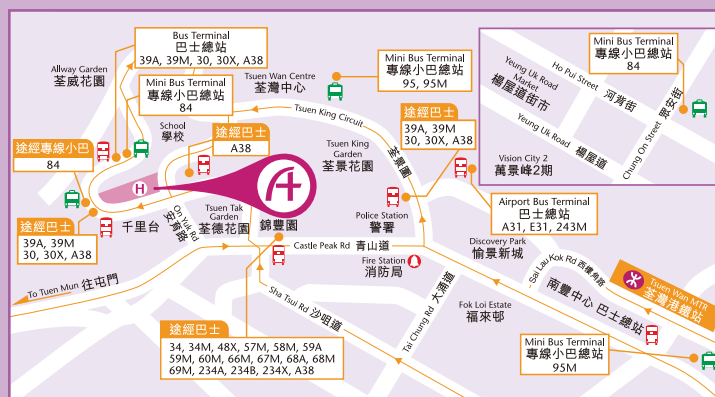 Bus Terminal
巴士總站
39A, 39M, 30, 30X, A38
Allway Garden
荃威花園
Mini Bus Terminal
專線小巴總站
84
School
學校
途經巴士
A38
途經專線小巴
84
途經巴士
39A, 39M
30, 30X, A38
H
千里台
On Yuk Rd
安育路
Tsuen Tak
Garden
荃德花園
錦豐園
Tsuen Wan Centre
荃灣中心
Mini Bus Terminal
專線小巴總站
95, 95M
Tsuen King Circuit
荃景圍
Tsuen King
Garden
荃景花園
途經巴士
39A, 39M
30, 30X, A38
Police Station
警署
Castle Peak Rd 青山道
Fire Station
消防局
To Tuen Mun 往屯門
Sha Tsui Rd 沙咀道
途經巴士
34, 34M, 48X, 57M, 58M, 59A
59M, 60M, 66M, 67M, 68A, 68M
69M, 234A, 234B, 234X, A38
Tai Chung Rd 大涌道
Fok Loi Estate
福來邨
Discovery Park
愉景新城
Airport Bus Terminal
巴士總站
A31, E31, 243M
Sai Lau Kok Rd 西樓角路
Tsuen Wan MTR
荃灣港鐵站
南豐中心 巴士總站
Mini Bus Terminal
專線小巴總站
95M
Yeung Uk Road
Market
楊屋道街市
Ho Pui Street 河背街
Mini Bus Terminal
專線小巴總站
84
Yeung Uk Road 楊屋道
Chung On Street 眾安街
Vision City 2
萬景峰2期